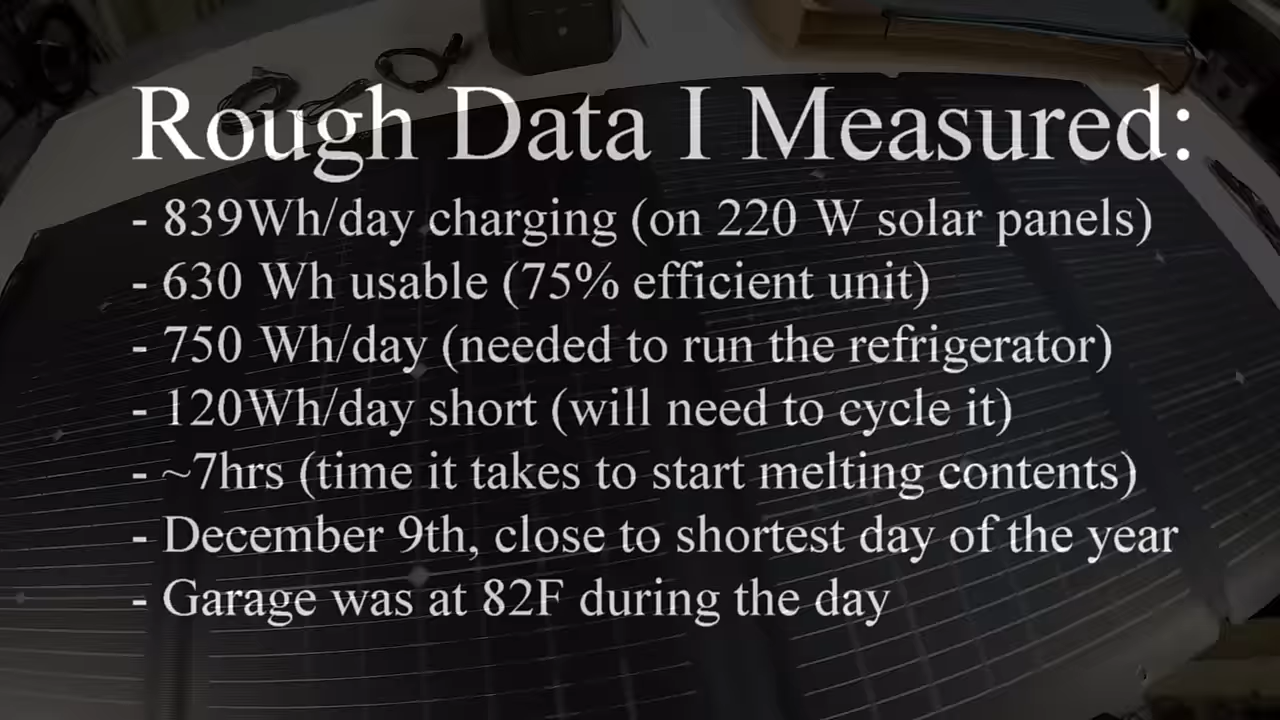 Rough Data I Measured:
- 839Wh/day charging (on 220 W solar panels)
- 630 Wh usable (75% efficient unit)
- 750 Wh/day (needed to run the refrigerator)
- 120Wh/day short (will need to cycle it)
- ~7hrs (time it takes to start melting contents)
- December 9th, close to shortest day of the year
- Garage was at 82F during the day